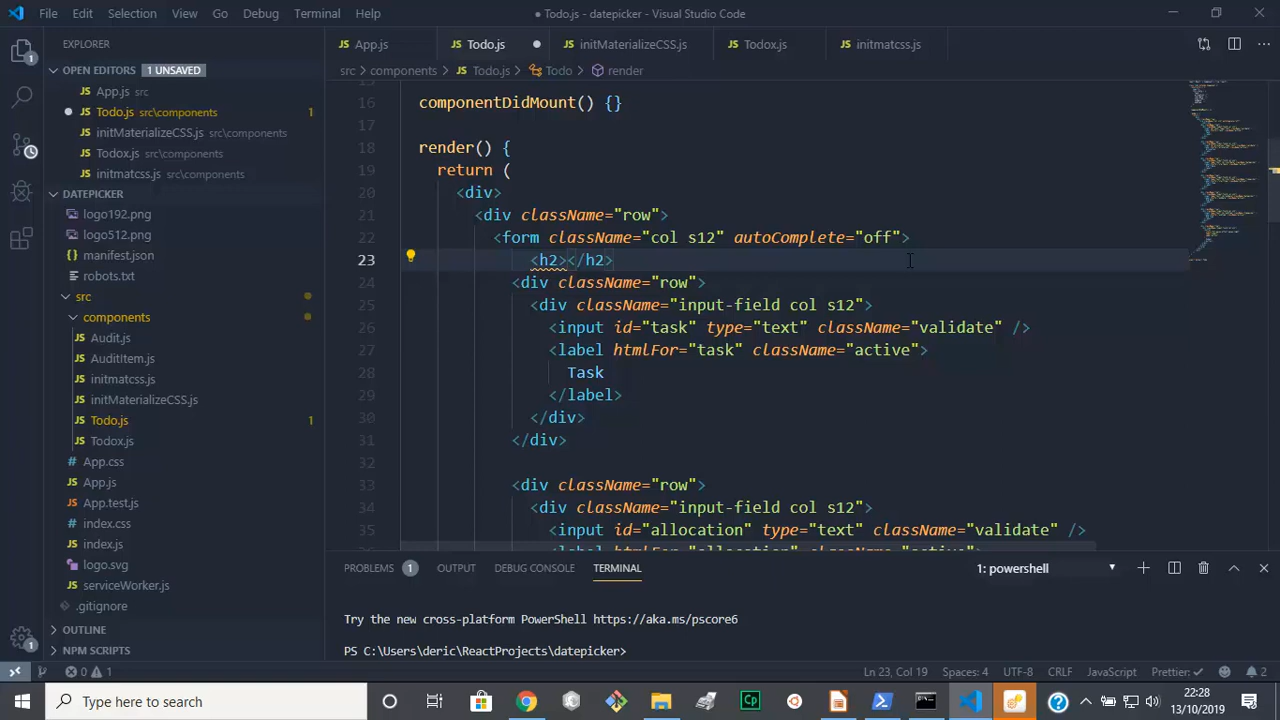 File Edit Selection View Go Debug Terminal Help
● Todo.js - datepicker - Visual Studio Code
EXPLORER
OPEN EDITORS 1 UNSAVED
JS App.js src
JS Todo.js src\components 1
JS initMaterializeCSS.js src\components
JS Todox.js src\components
JS initmatcss.js src\components
DATEPICKER
logo192.png
logo512.png
manifest.json
robots.txt
src
components
JS Audit.js
JS AuditItem.js
JS initmatcss.js
JS initMaterializeCSS.js
JS Todo.js 1
JS Todox.js
App.css
JS App.js
JS App.test.js
index.css
JS index.js
logo.svg
JS serviceWorker.js
.gitignore
OUTLINE
NPM SCRIPTS
JS App.js JS Todo.js ● JS initMaterializeCSS.js JS Todox.js JS initmatcss.js
src > components > JS Todo.js > Todo > render
15
16 componentDidMount() {}
17
18 render() {
19 return (
20 <div>
21 <div className="row">
22 <form className="col s12" autoComplete="off">
23 <h2></h2>
24 <div className="row">
25 <div className="input-field col s12">
26 <input id="task" type="text" className="validate" />
27 <label htmlFor="task" className="active">
28 Task
29 </label>
30 </div>
31 </div>
32
33 <div className="row">
34 <div className="input-field col s12">
35 <input id="allocation" type="text" className="validate" />
36 <label htmlFor="allocation" className="active">
PROBLEMS 1 OUTPUT DEBUG CONSOLE TERMINAL 1: powershell
Try the new cross-platform PowerShell https://aka.ms/pscore6
PS C:\Users\deric\ReactProjects\datepicker>
0 1 Ln 23, Col 19 Spaces: 4 UTF-8 CRLF JavaScript Prettier: ✓ 2
Type here to search
Cp
22:28
13/10/2019